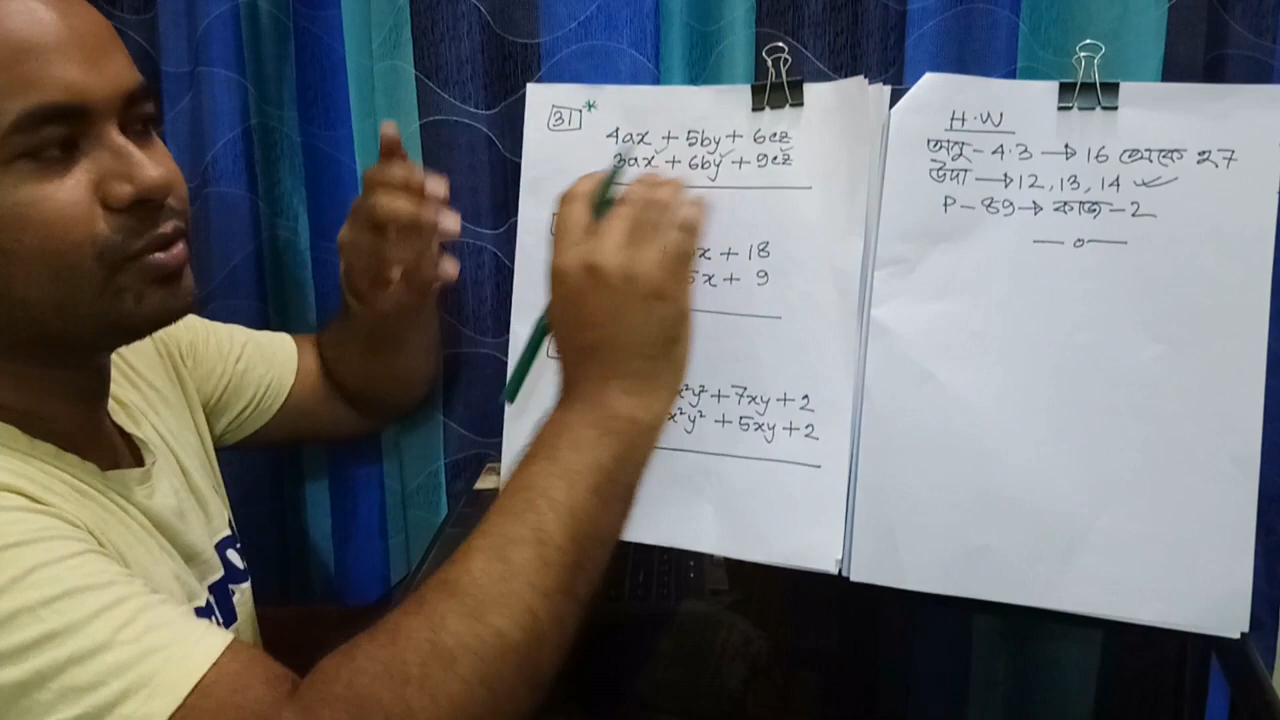 31 *
4ax + 5by + 6cz
3ax + 6by + 9cz
x + 18
5x + 9
x²y² + 7xy + 2
x²y² + 5xy + 2
H.W
অনু - 4.3 → 16 থেকে 27
উদা → 12, 13, 14 ✓
P - 89 → কাজ - 2
— 0 —